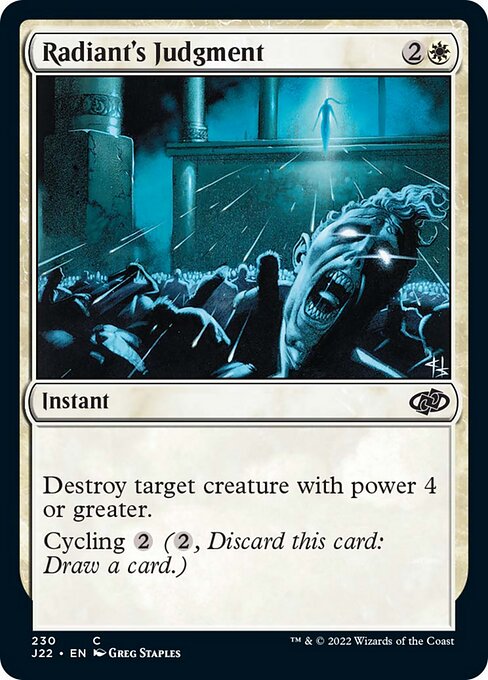 Radiant's Judgment 2
Instant
Destroy target creature with power 4
or greater.
Cycling 2 (2, Discard this card:
Draw a card.)
230 C
J22 • EN GREG STAPLES
™ & © 2022 Wizards of the Coast